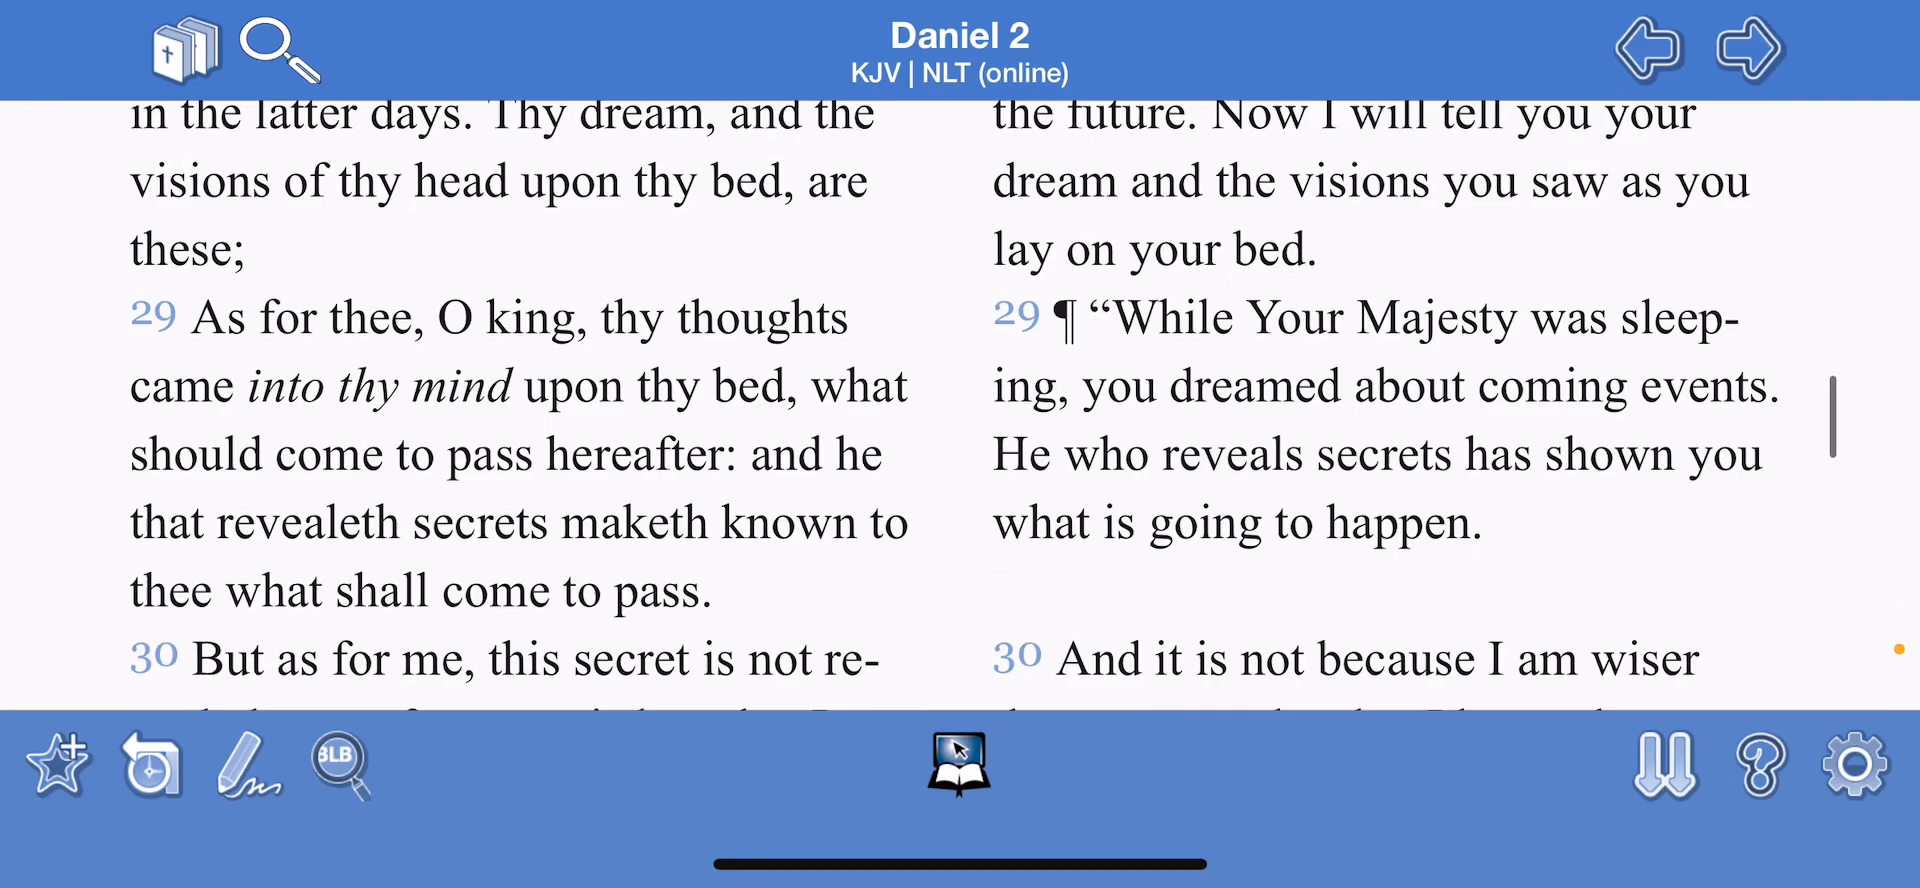 Daniel 2
KJV | NLT (online)
in the latter days. Thy dream, and the
visions of thy head upon thy bed, are
these;
29 As for thee, O king, thy thoughts
came into thy mind upon thy bed, what
should come to pass hereafter: and he
that revealeth secrets maketh known to
thee what shall come to pass.
30 But as for me, this secret is not re-
the future. Now I will tell you your
dream and the visions you saw as you
lay on your bed.
29 ¶ “While Your Majesty was sleep-
ing, you dreamed about coming events.
He who reveals secrets has shown you
what is going to happen.
30 And it is not because I am wiser
BLB